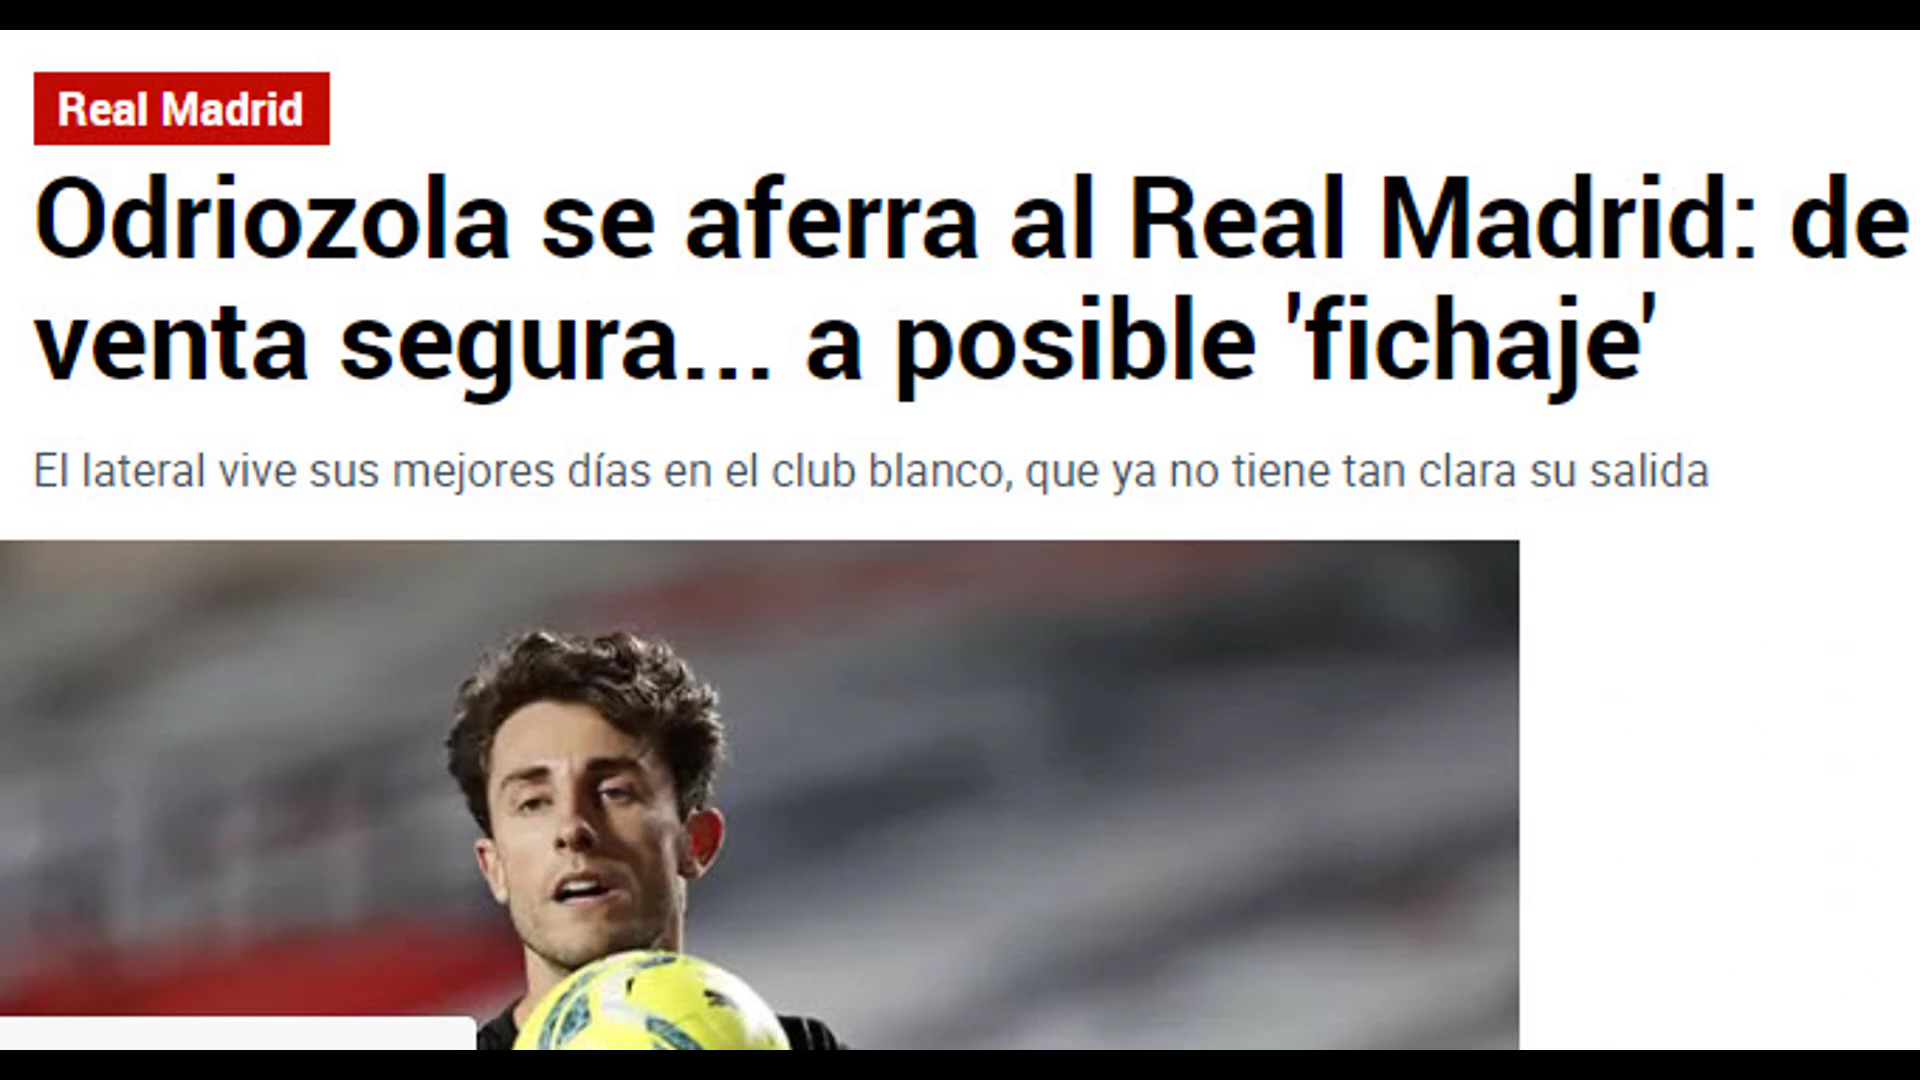 Real Madrid
Odriozola se aferra al Real Madrid: de
venta segura... a posible 'fichaje'
El lateral vive sus mejores días en el club blanco, que ya no tiene tan clara su salida